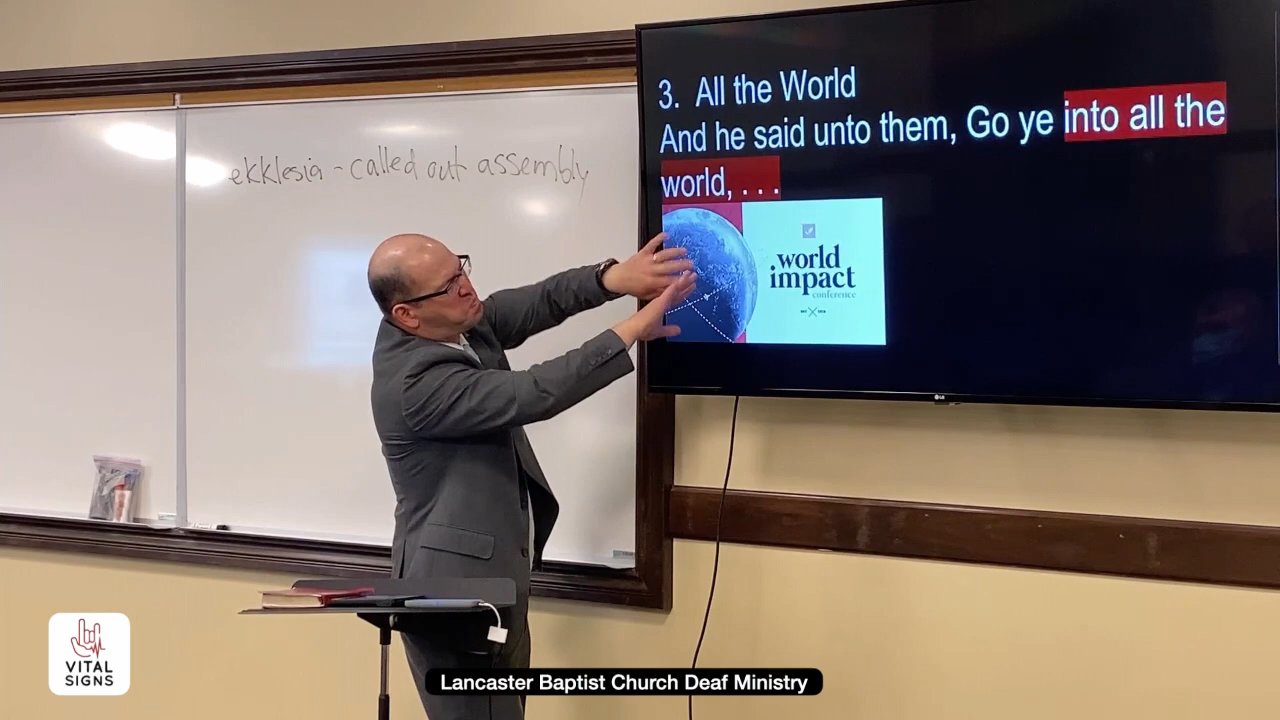 ekklesia - called out assembly
3. All the World
And he said unto them, Go ye into all the
world, . . .
world
impact
conference
LG
VITAL
SIGNS
Lancaster Baptist Church Deaf Ministry